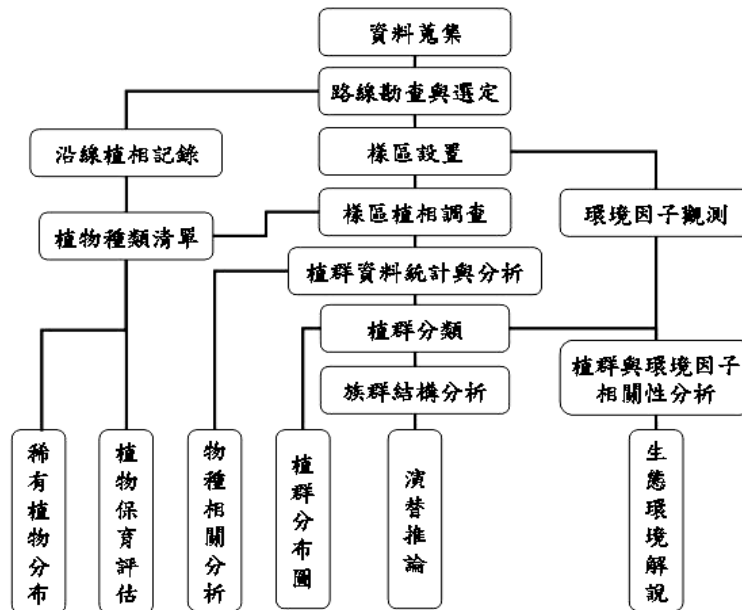 資料蒐集
路線勘查與選定
沿線植相記錄
樣區設置
植物種類清單
樣區植相調查
環境因子觀測
植群資料統計與分析
植群分類
族群結構分析
植群與環境因子
相關性分析
稀有植物分布
植物保育評估
物種相關分析
植群分布圖
演替推論
生態環境解說